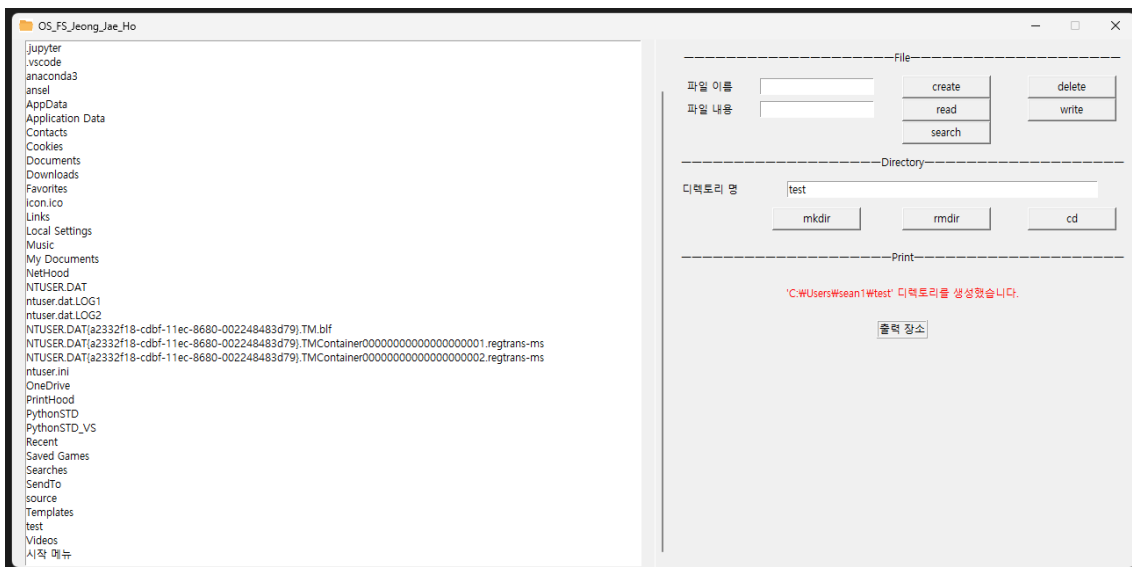 OS_FS_Jeong_Jae_Ho
.jupyter
.vscode
anaconda3
ansel
AppData
Application Data
Contacts
Cookies
Documents
Downloads
Favorites
icon.ico
Links
Local Settings
Music
My Documents
NetHood
NTUSER.DAT
ntuser.dat.LOG1
ntuser.dat.LOG2
NTUSER.DAT{a2332f18-cdbf-11ec-8680-002248483d79}.TM.blf
NTUSER.DAT{a2332f18-cdbf-11ec-8680-002248483d79}.TMContainer00000000000000000001.regtrans-ms
NTUSER.DAT{a2332f18-cdbf-11ec-8680-002248483d79}.TMContainer00000000000000000002.regtrans-ms
ntuser.ini
OneDrive
PrintHood
PythonSTD
PythonSTD_VS
Recent
Saved Games
Searches
SendTo
source
Templates
test
Videos
시작 메뉴
File
파일 이름 create delete
파일 내용 read write
search
Directory
디렉토리 명 test
mkdir rmdir cd
Print
'C:₩Users₩sean1₩test' 디렉토리를 생성했습니다.
출력 장소